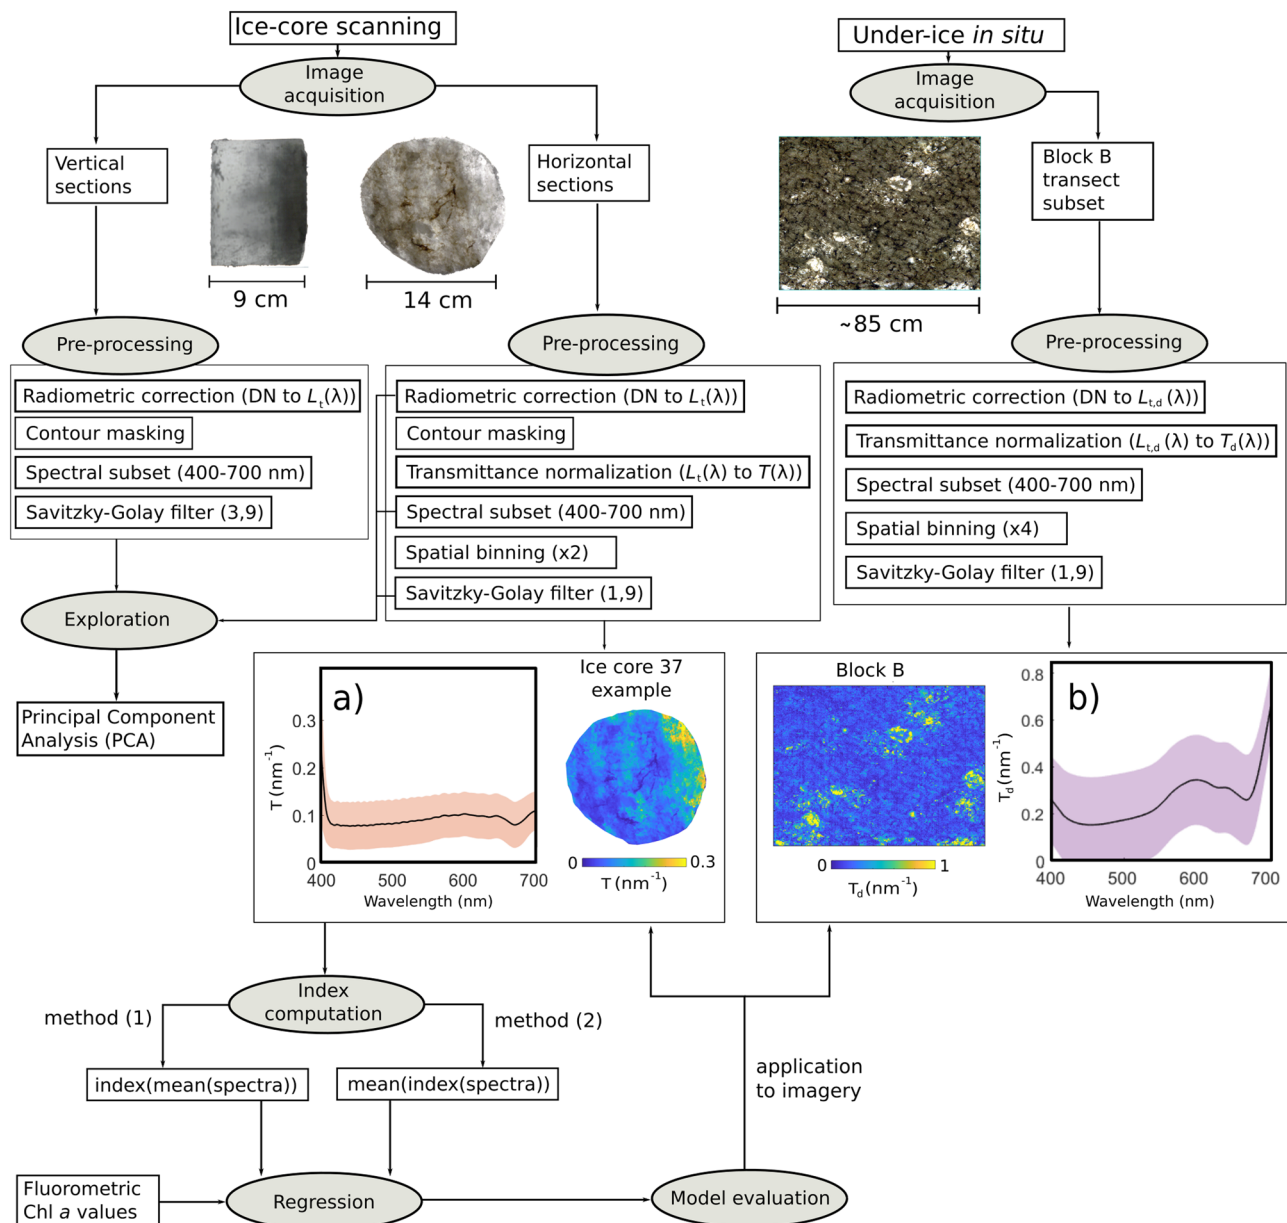 Ice-core scanning
Under-ice in situ
Image
acquisition
Image
acquisition
Vertical
sections
Horizontal
sections
Block B
transect
subset
9 cm
14 cm
~85 cm
Pre-processing
Pre-processing
Pre-processing
Radiometric correction (DN to Lt(λ))
Contour masking
Spectral subset (400-700 nm)
Savitzky-Golay filter (3,9)
Radiometric correction (DN to Lt(λ))
Contour masking
Transmittance normalization (Lt(λ) to T(λ))
Spectral subset (400-700 nm)
Spatial binning (x2)
Savitzky-Golay filter (1,9)
Radiometric correction (DN to Lt,d (λ))
Transmittance normalization (Lt,d (λ) to Td(λ))
Spectral subset (400-700 nm)
Spatial binning (x4)
Savitzky-Golay filter (1,9)
Exploration
Principal Component
Analysis (PCA)
a)
0.3
0.2
0.1
0
T (nm-1)
400
500
600
700
Wavelength (nm)
Ice core 37
example
0
0.3
T (nm-1)
Block B
0
1
Td(nm-1)
b)
0.8
0.6
0.4
0.2
0
Td(nm-1)
400
500
600
700
Wavelength (nm)
Index
computation
method (1)
method (2)
index(mean(spectra))
mean(index(spectra))
application
to imagery
Fluorometric
Chl a values
Regression
Model evaluation